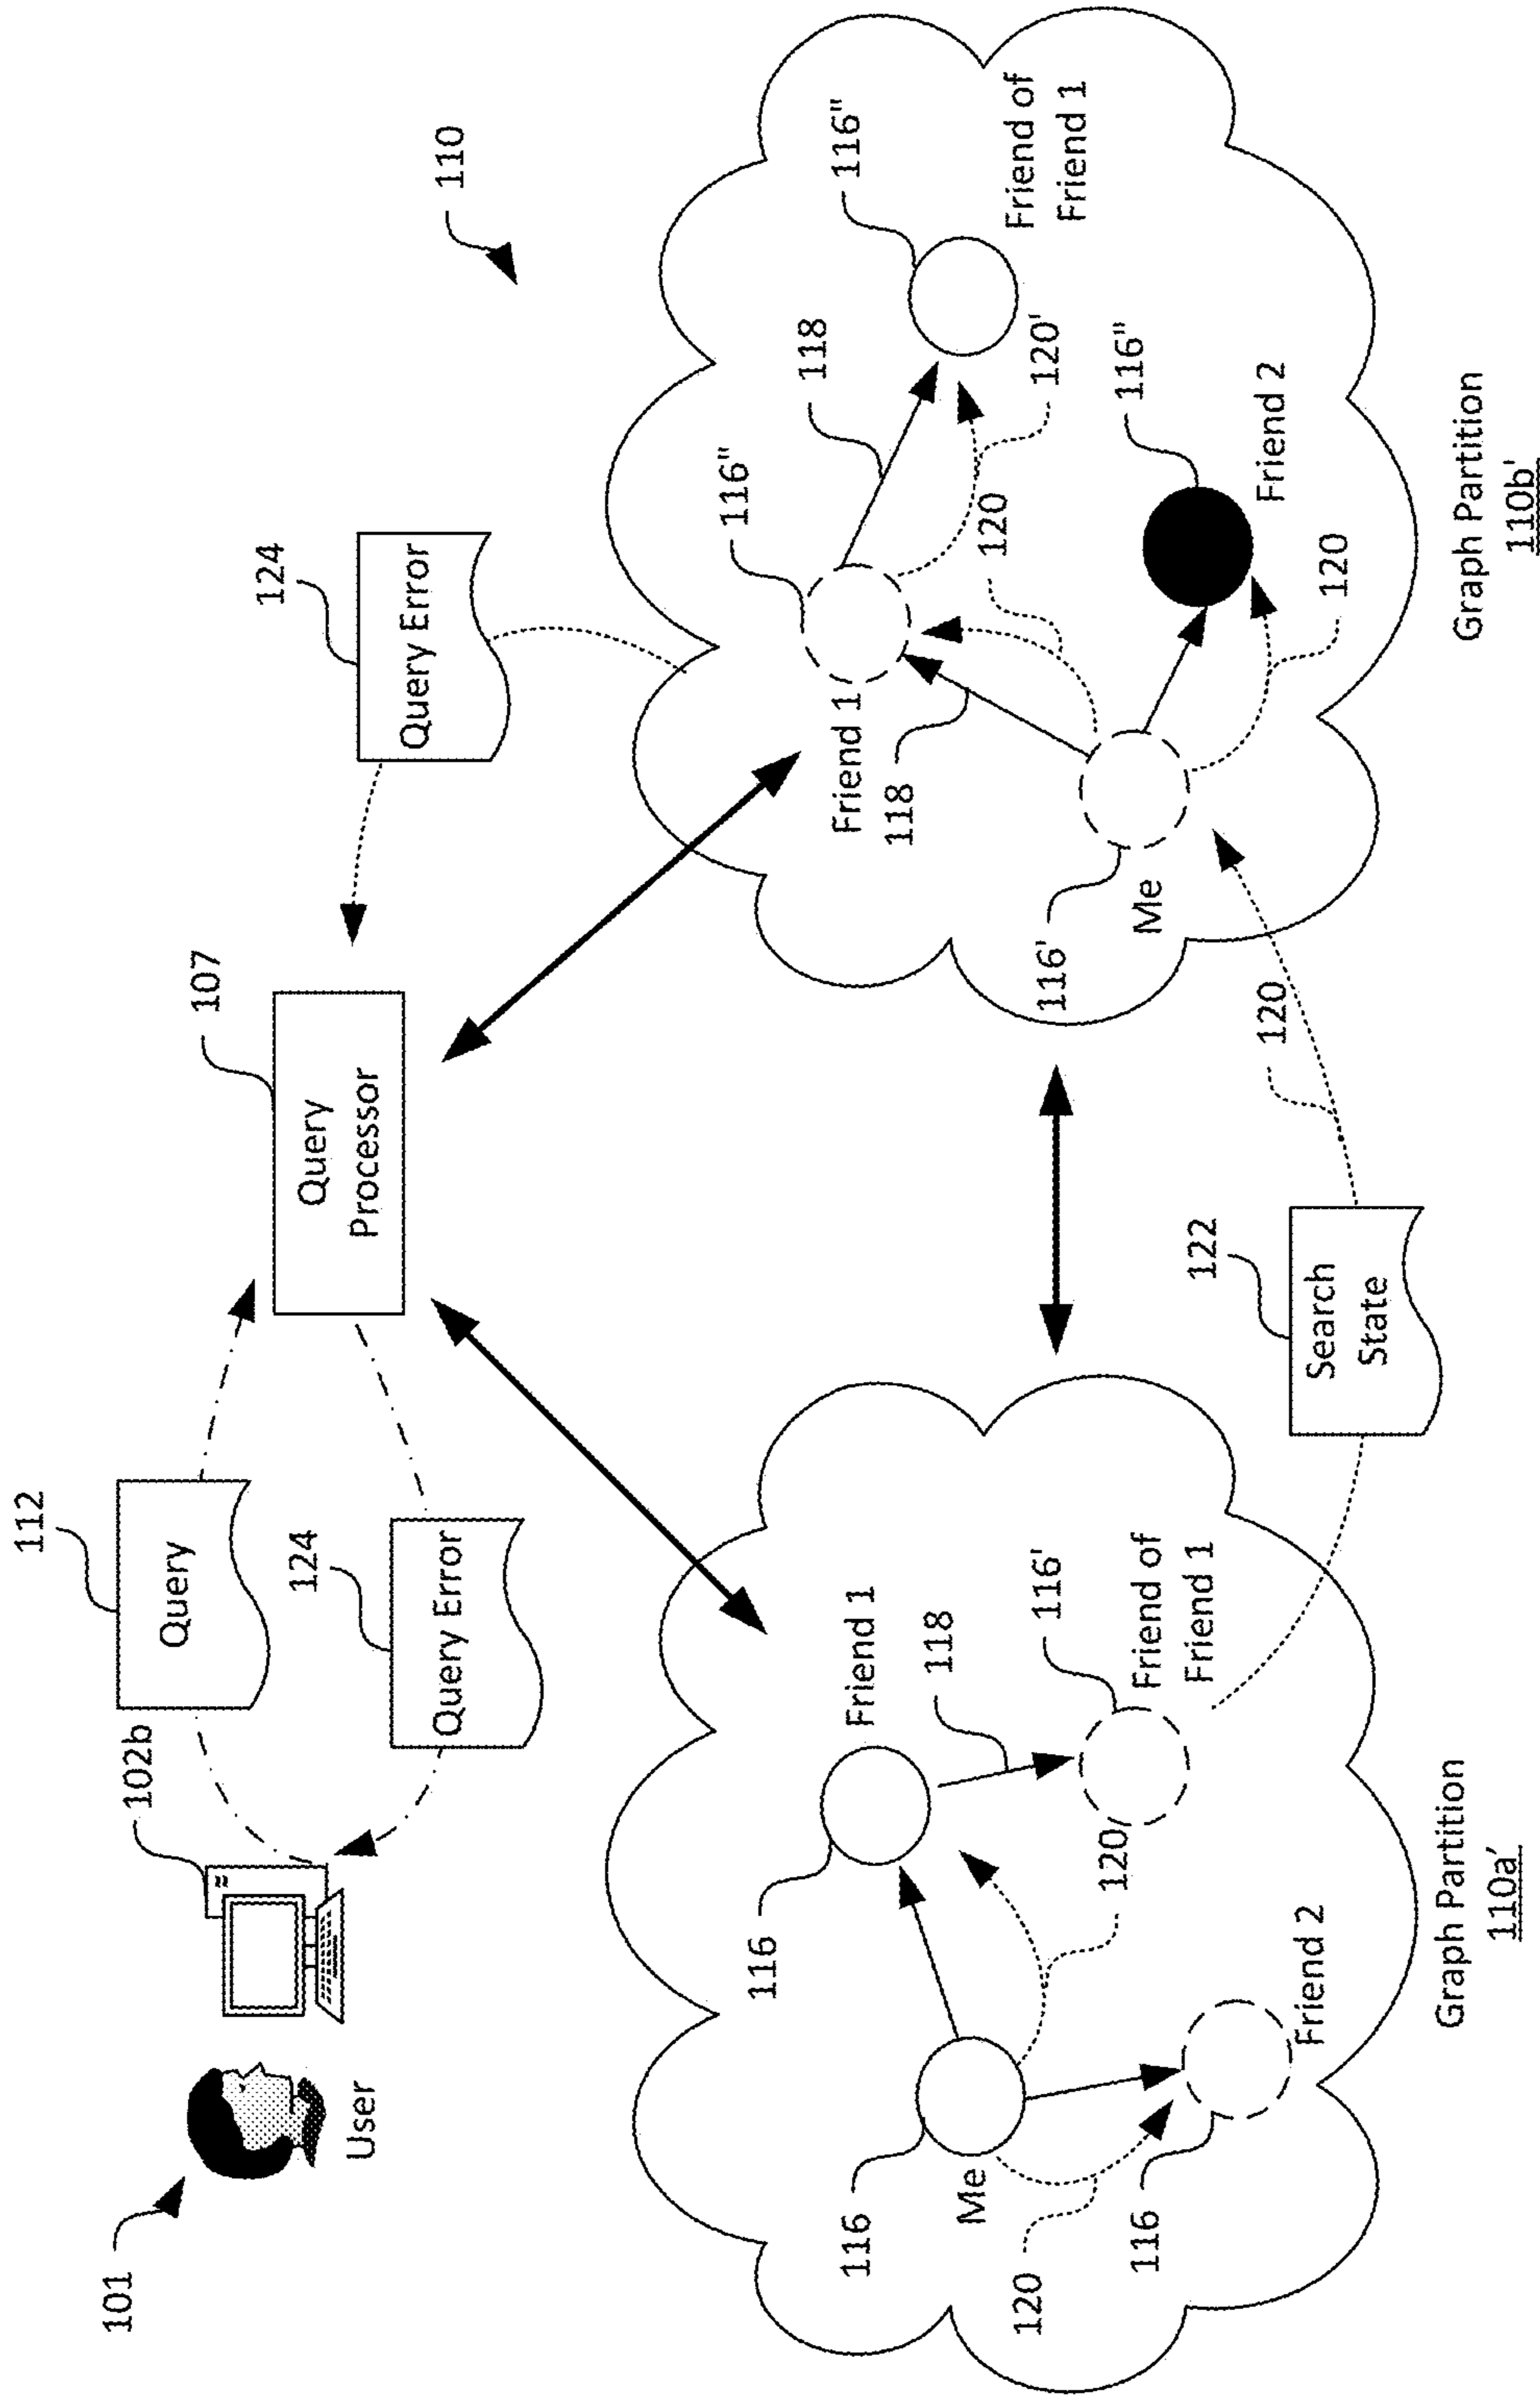 101
User
102b
112
Query
124
Query Error
107
Query
Processor
124
Query Error
110
116
Me
120
116
Friend 2
116
Friend 1
118
120
116'
Friend of
Friend 1
Graph Partition
110a'
122
Search
State
120
116'
Me
Friend 1
118
116"
118
120
120'
116"
Friend of
Friend 1
116"
Friend 2
120
Graph Partition
110b'